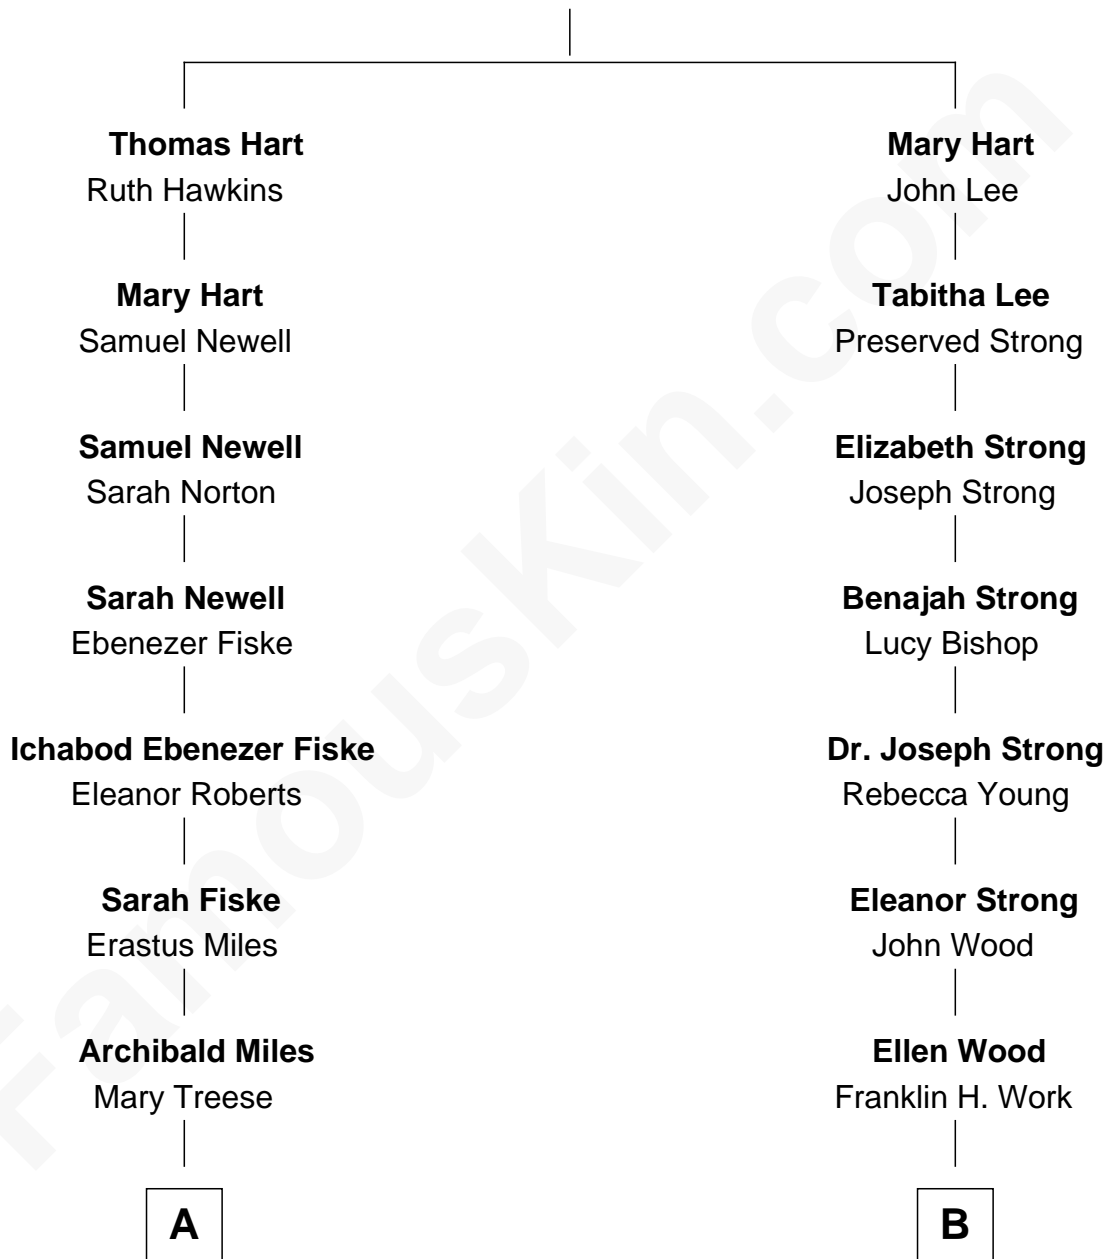 Thomas Hart
Ruth Hawkins
Mary Hart
Samuel Newell
Samuel Newell
Sarah Norton
Sarah Newell
Ebenezer Fiske
Ichabod Ebenezer Fiske
Eleanor Roberts
Sarah Fiske
Erastus Miles
Archibald Miles
Mary Treese
A
Mary Hart
John Lee
Tabitha Lee
Preserved Strong
Elizabeth Strong
Joseph Strong
Benajah Strong
Lucy Bishop
Dr. Joseph Strong
Rebecca Young
Eleanor Strong
John Wood
Ellen Wood
Franklin H. Work
B
FamousKin.com